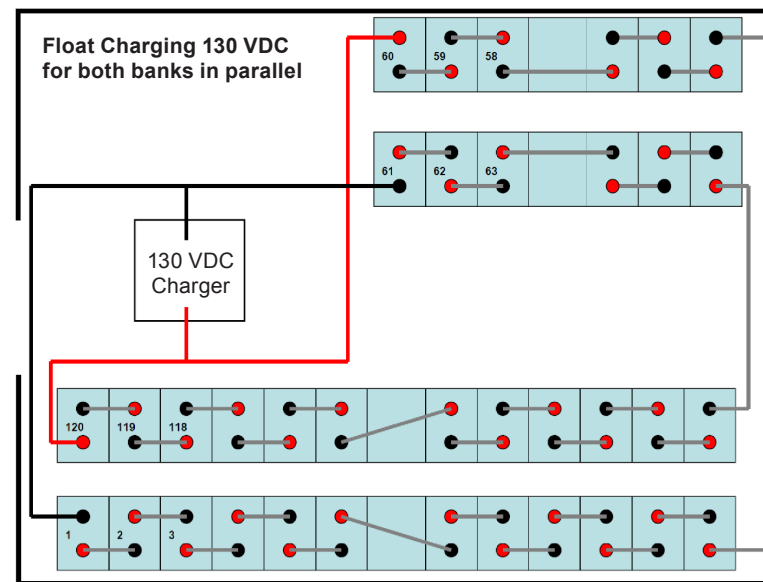 Float Charging 130 VDC
for both banks in parallel
60 59 58
61 62 63
130 VDC
Charger
120 119 118
1 2 3